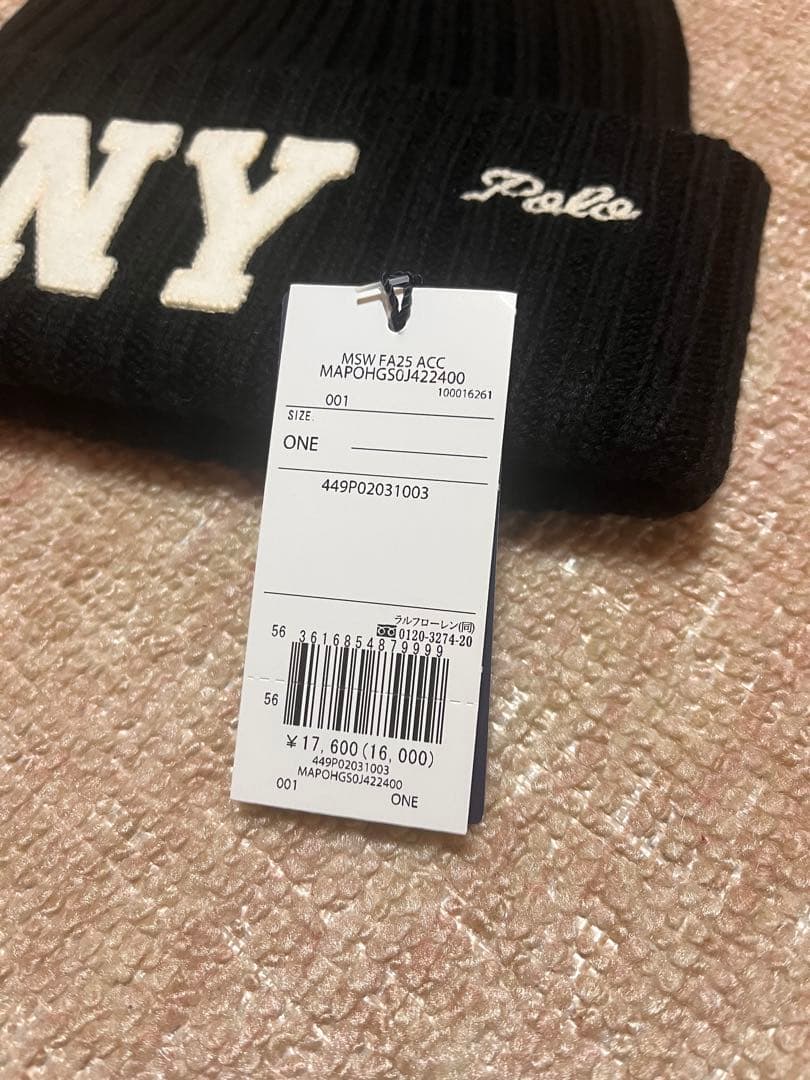 NY
Polo
MSW FA25 ACC
MAPOHGS0J422400
100016261
001
SIZE.
ONE
449P02031003
ラルフローレン(同)
0120-3274-20
56
3616854879999
56
¥17,600(16,000)
449P02031003
MAPOHGS0J422400
001
ONE